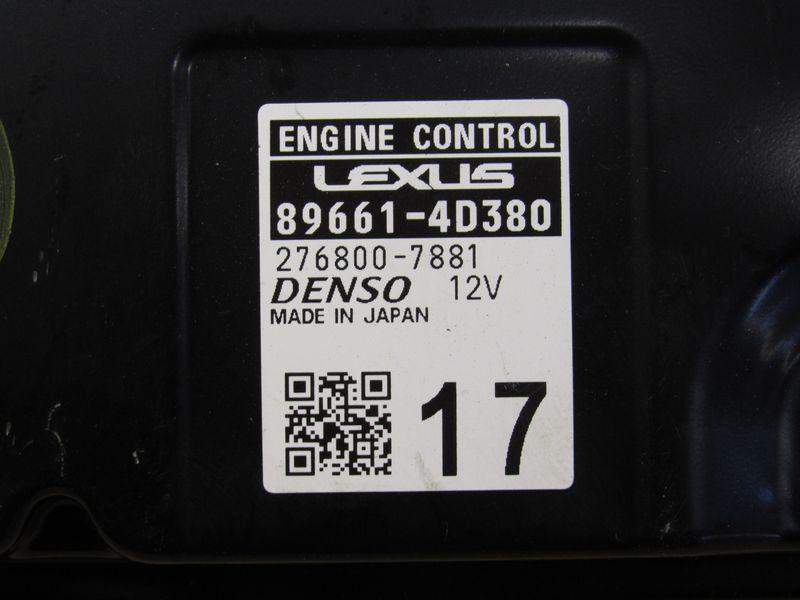 ENGINE CONTROL
LEXUS
89661-4D380
276800-7881
DENSO 12V
MADE IN JAPAN
17